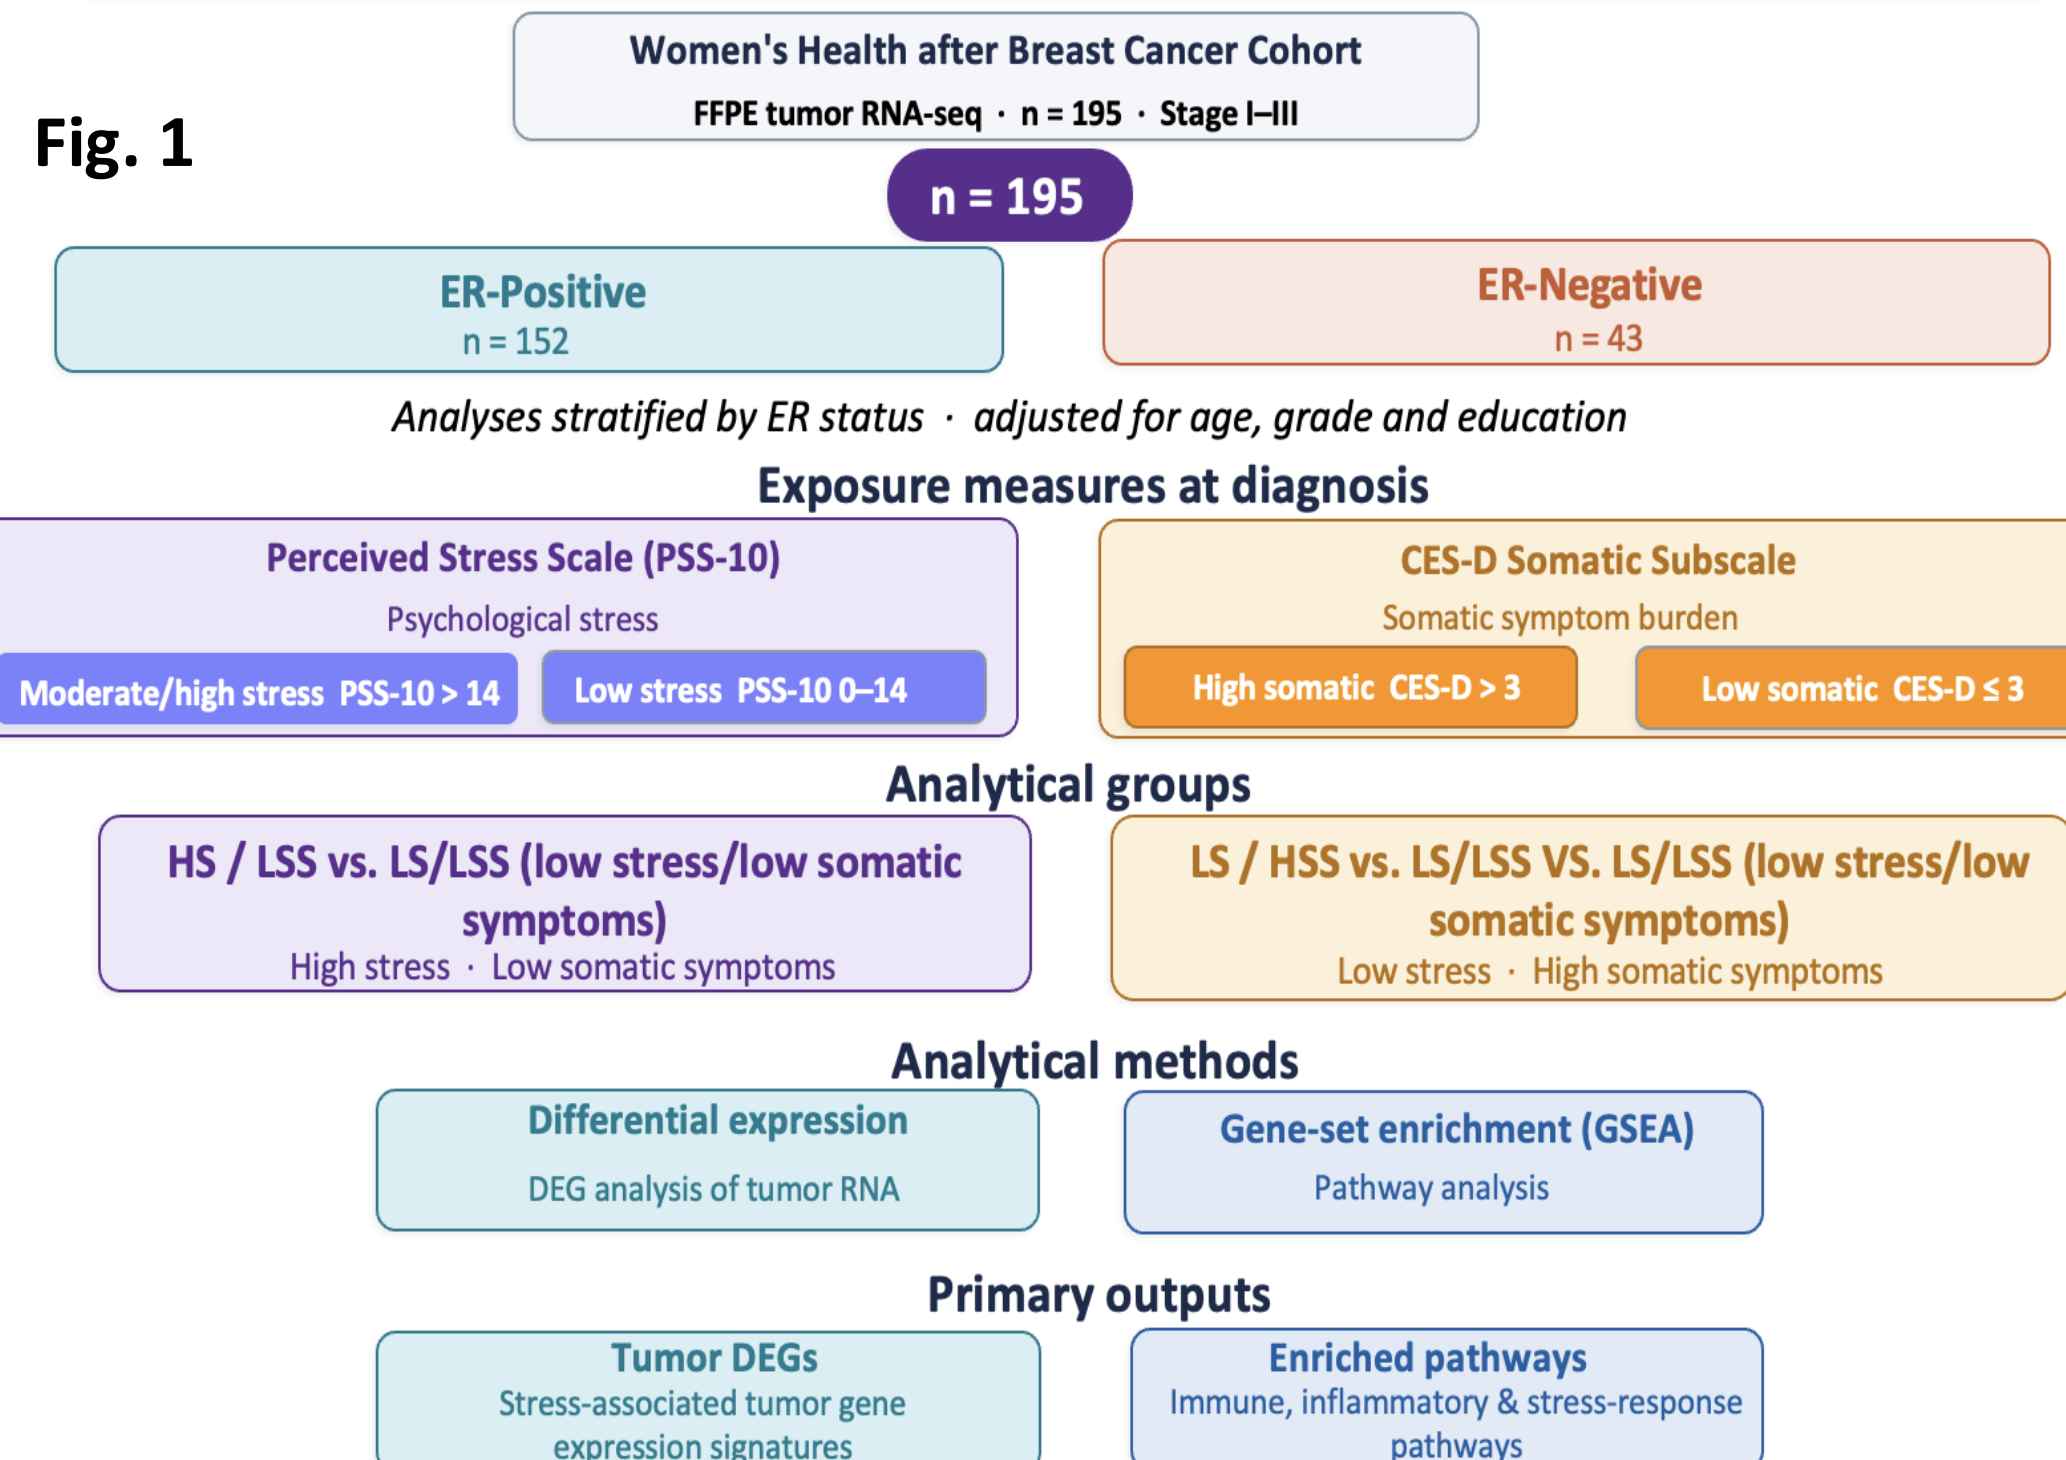 Women's Health after Breast Cancer Cohort
FFPE tumor RNA-seq · n = 195 · Stage I–III
Fig. 1
n = 195
ER-Positive
n = 152
ER-Negative
n = 43
Analyses stratified by ER status · adjusted for age, grade and education
Exposure measures at diagnosis
Perceived Stress Scale (PSS-10)
Psychological stress
Moderate/high stress PSS-10 > 14
Low stress PSS-10 0–14
CES-D Somatic Subscale
Somatic symptom burden
High somatic CES-D > 3
Low somatic CES-D ≤ 3
Analytical groups
HS / LSS vs. LS/LSS (low stress/low somatic
symptoms)
High stress · Low somatic symptoms
LS / HSS vs. LS/LSS VS. LS/LSS (low stress/low
somatic symptoms)
Low stress · High somatic symptoms
Analytical methods
Differential expression
DEG analysis of tumor RNA
Gene-set enrichment (GSEA)
Pathway analysis
Primary outputs
Tumor DEGs
Stress-associated tumor gene
expression signatures
Enriched pathways
Immune, inflammatory & stress-response
pathways